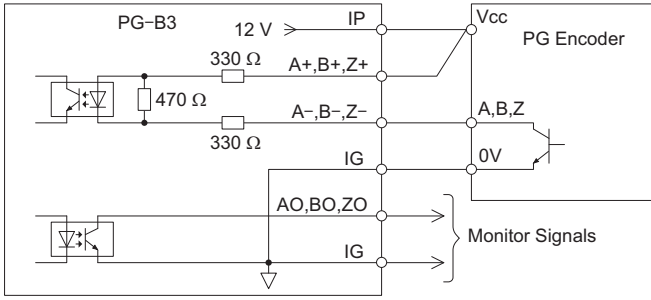 PG-B3
12 V
IP
Vcc
PG Encoder
330 Ω
A+,B+,Z+
470 Ω
A−,B−,Z−
A,B,Z
330 Ω
IG
0V
AO,BO,ZO
IG
Monitor Signals